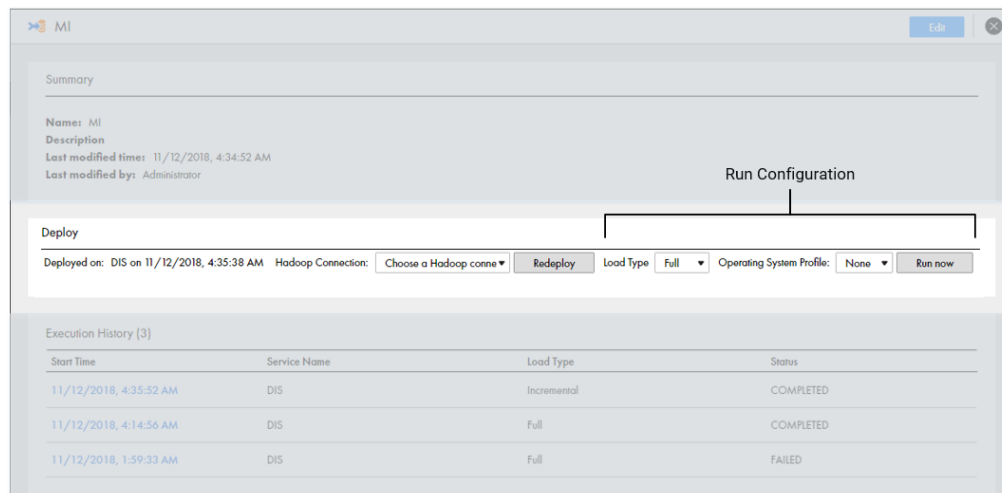 MI
Edit
Summary
Name: MI
Description
Last modified time: 11/12/2018, 4:34:52 AM
Last modified by: Administrator
Run Configuration
Deploy
Deployed on: DIS on 11/12/2018, 4:35:38 AM Hadoop Connection: Choose a Hadoop conne Redeploy Load Type Full Operating System Profile: None Run now
Execution History (3)
Start Time Service Name Load Type Status
11/12/2018, 4:35:52 AM DIS Incremental COMPLETED
11/12/2018, 4:14:56 AM DIS Full COMPLETED
11/12/2018, 1:59:33 AM DIS Full FAILED